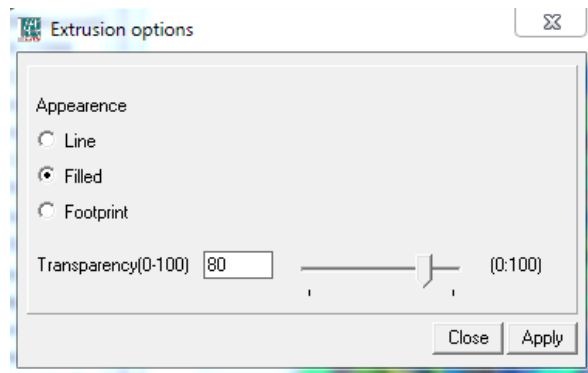 Extrusion options
Appearence
Line
Filled
Footprint
Transparency(0-100) 80 (0:100)
Close Apply